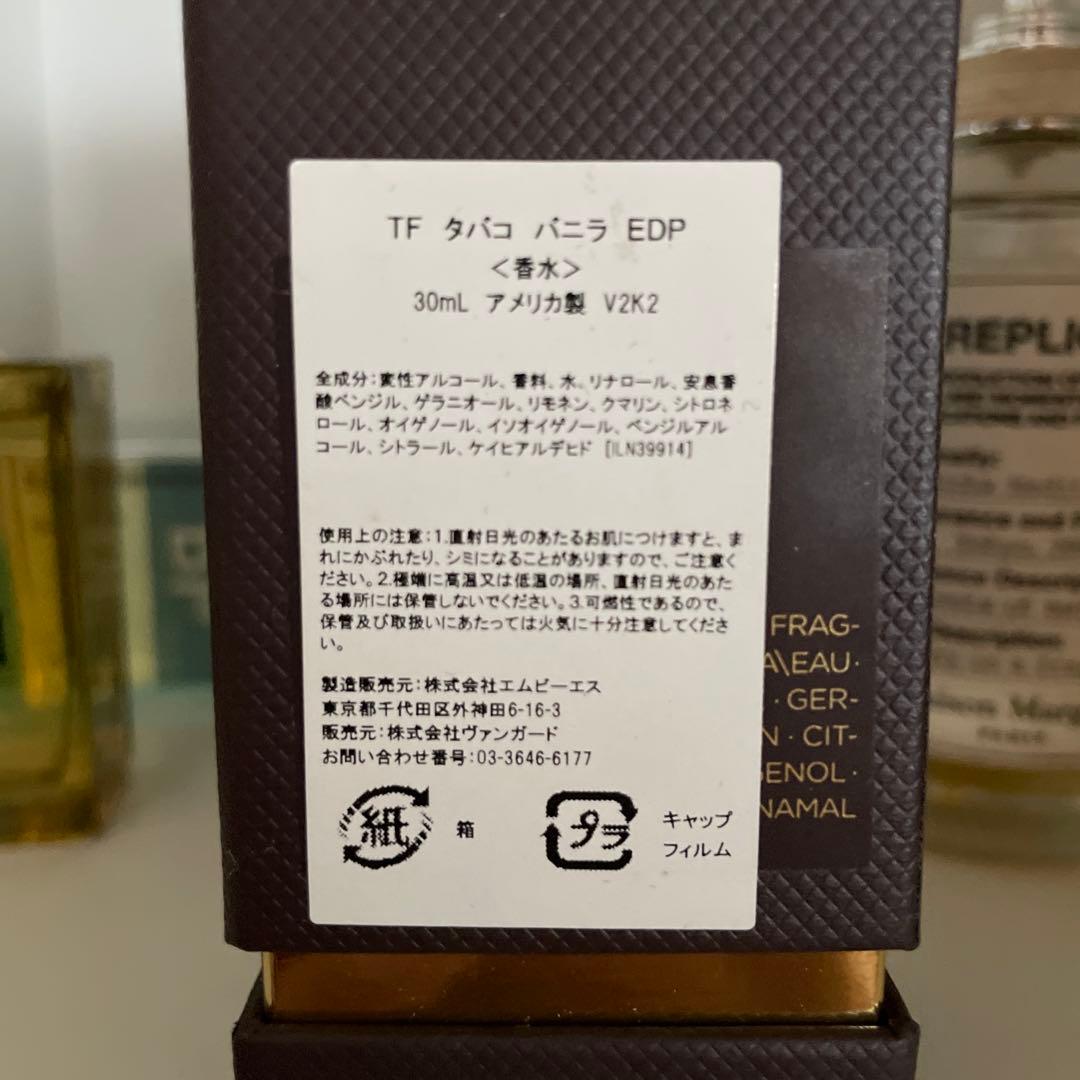 TF タバコ バニラ EDP
＜香水＞
30mL アメリカ製 V2K2
全成分：変性アルコール、香料、水、リナロール、安息香
酸ベンジル、ゲラニオール、リモネン、クマリン、シトロネ
ロール、オイゲノール、イソオイゲノール、ベンジルアル
コール、シトラール、ケイヒアルデヒド [ILN39914]
使用上の注意：1.直射日光のあたるお肌につけますと、ま
れにかぶれたり、シミになることがありますので、ご注意く
ださい。2.極端に高温又は低温の場所、直射日光のあた
る場所には保管しないでください。3.可燃性であるので、
保管及び取扱いにあたっては火気に十分注意してくださ
い。
製造販売元：株式会社エムピーエス
東京都千代田区外神田6-16-3
販売元：株式会社ヴァンガード
お問い合わせ番号：03-3646-6177
紙 箱
プラ キャップ
フィルム
FRAG-
A\EAU·
· GER-
N · CIT-
GENOL ·
NAMAL
REPLI